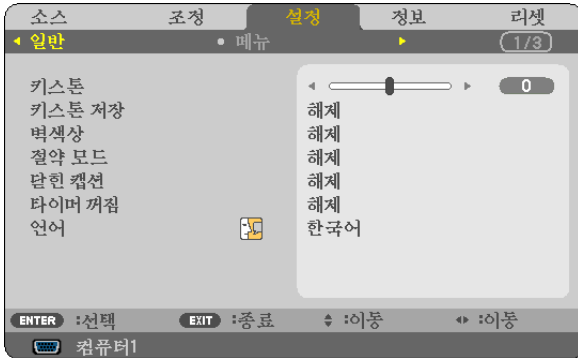 소스 조정 설정 정보 리셋
일반 메뉴 1/3
키스톤 0
키스톤 저장 해제
벽색상 해제
절약 모드 해제
닫힌 캡션 해제
타이머 꺼짐 해제
언어 한국어
ENTER :선택 EXIT :종료 :이동 :이동
컴퓨터1